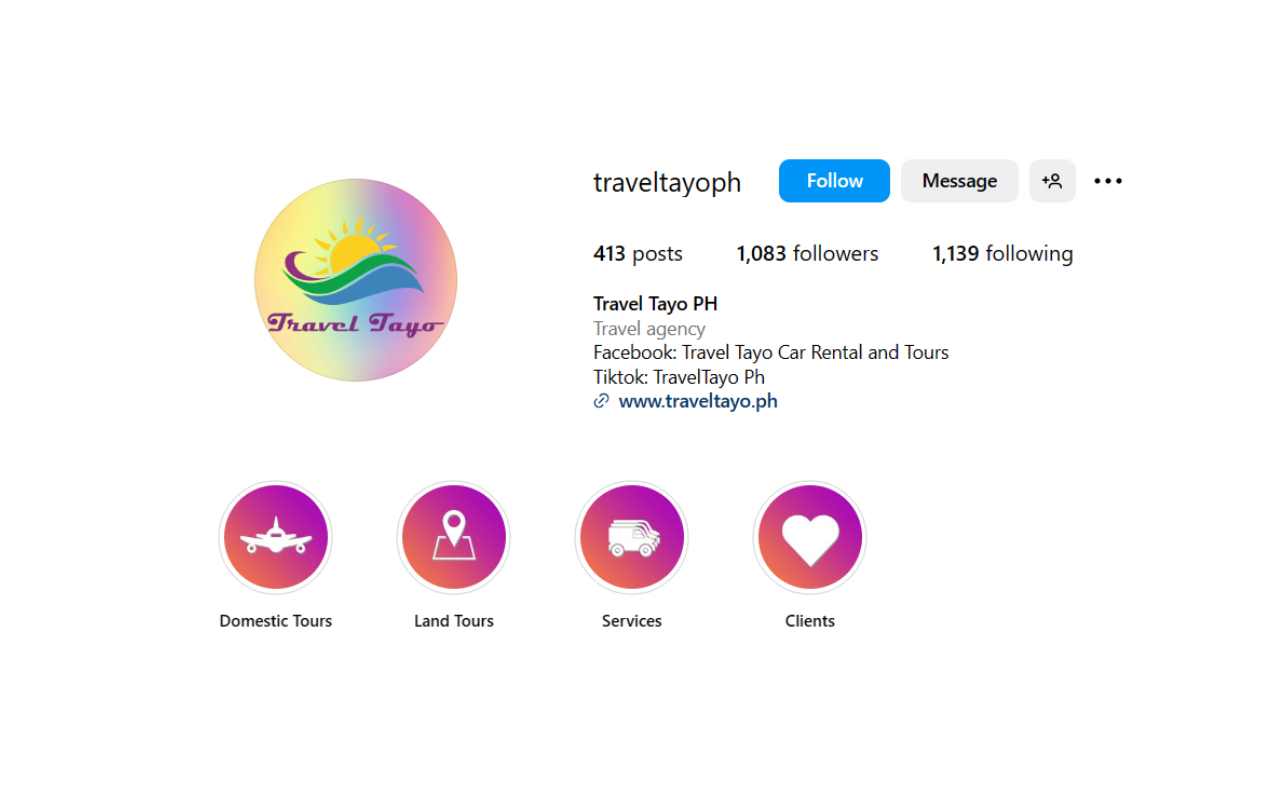 traveltayoph Follow Message
413 posts 1,083 followers 1,139 following
Travel Tayo PH
Travel agency
Facebook: Travel Tayo Car Rental and Tours
Tiktok: TravelTayo Ph
www.traveltayo.ph
Travel Tayo
Domestic Tours Land Tours Services Clients